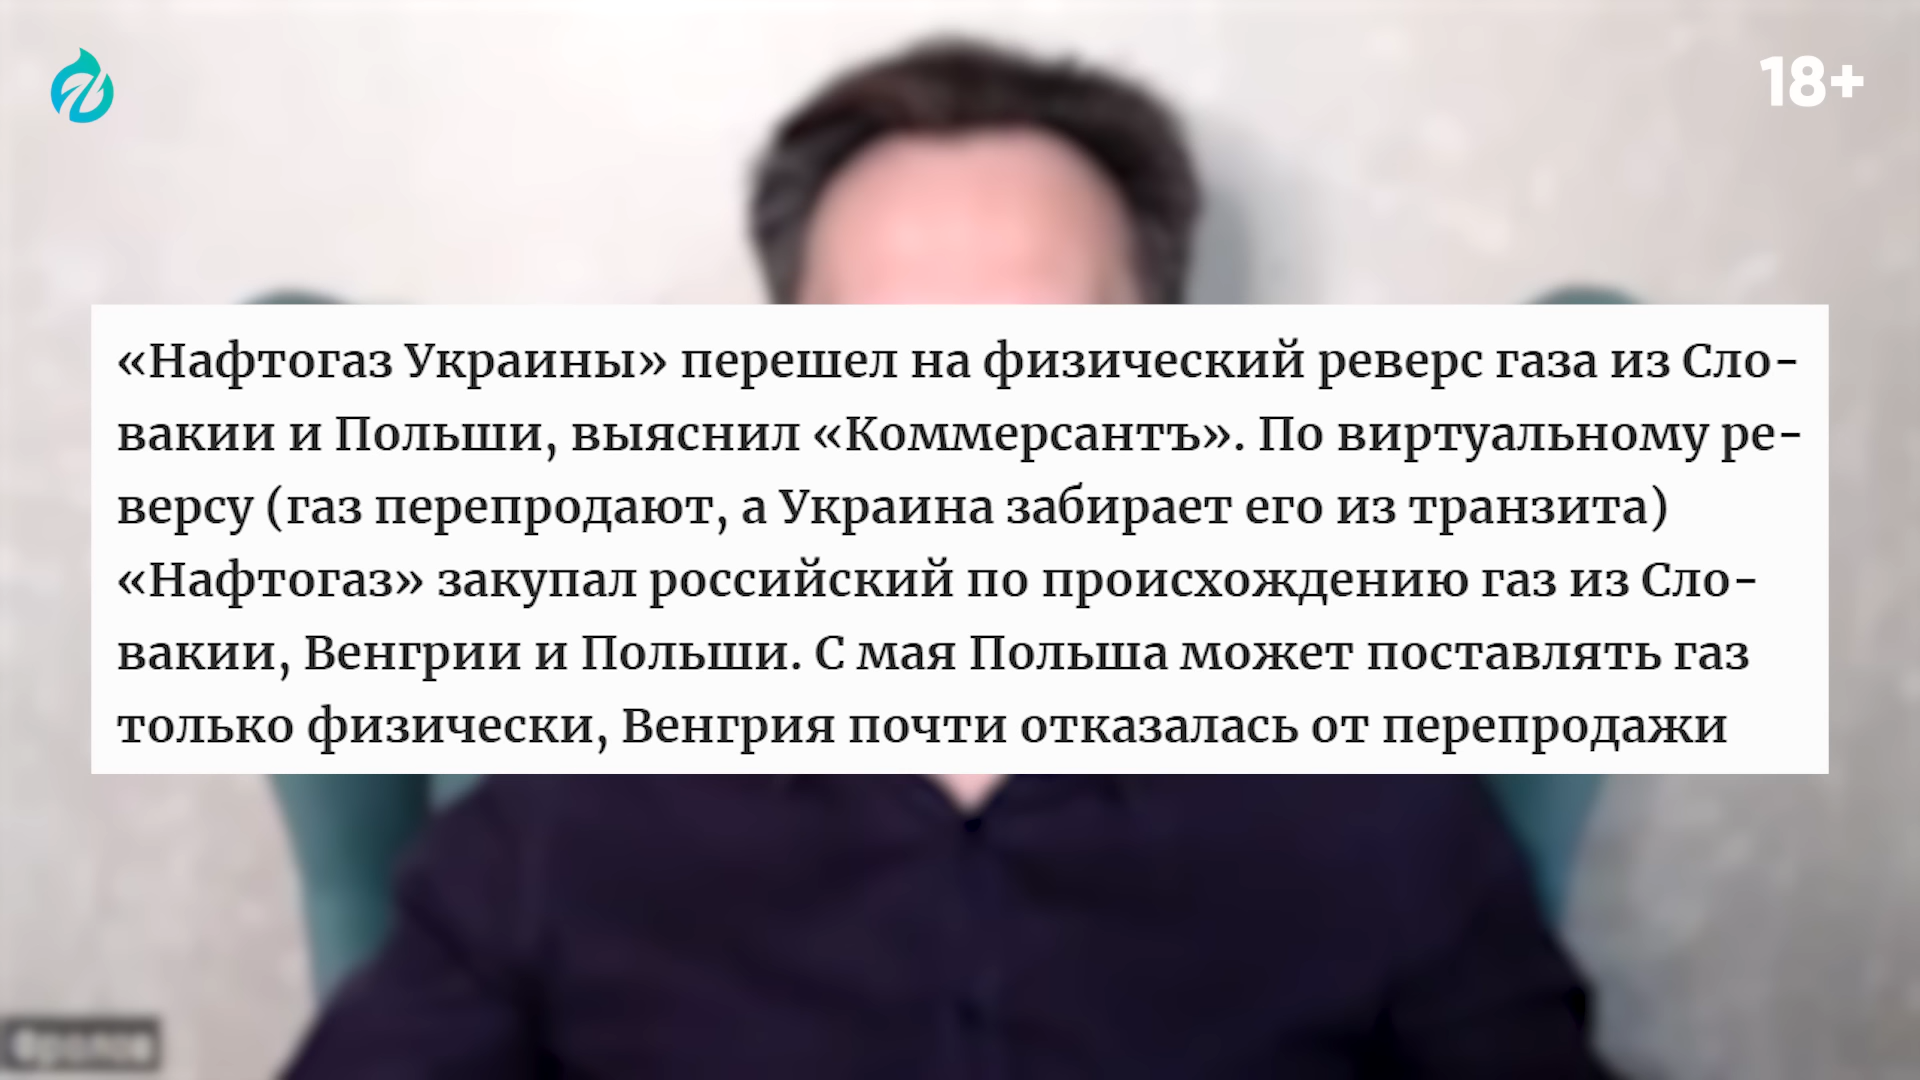 18+
«Нафтогаз Украины» перешел на физический реверс газа из Сло-
вакии и Польши, выяснил «Коммерсантъ». По виртуальному ре-
версу (газ перепродают, а Украина забирает его из транзита)
«Нафтогаз» закупал российский по происхождению газ из Сло-
вакии, Венгрии и Польши. С мая Польша может поставлять газ
только физически, Венгрия почти отказалась от перепродажи
Фролов